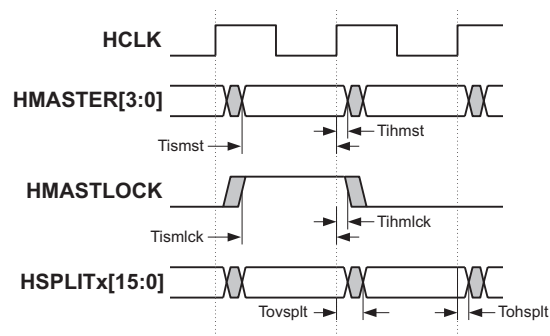 HCLK
HMASTER[3:0]
Tihmst
Tismst
HMASTLOCK
Tihmlck
Tismlck
HSPLITx[15:0]
Tovsplt
Tohsplt